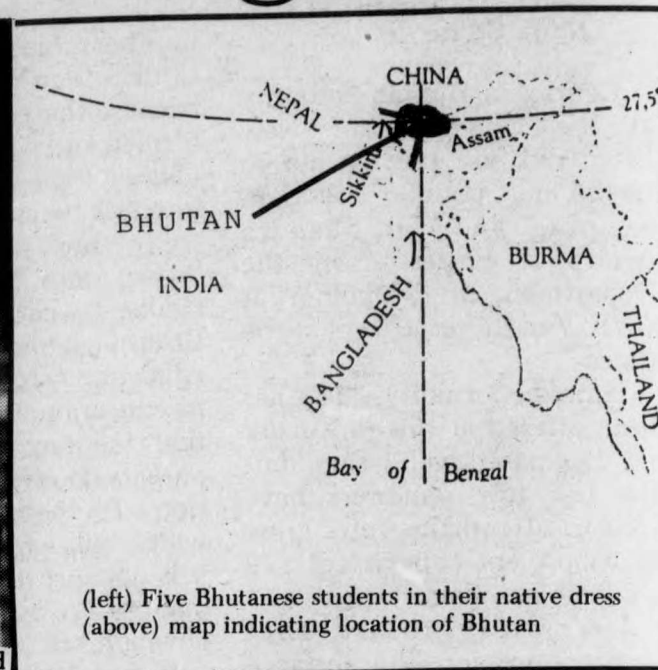 CHINA
NEPAL
27,5°
Assam
Sikkim
BHUTAN
INDIA
BURMA
BANGLADESH
THAILAND
Bay of Bengal
(left) Five Bhutanese students in their native dress
(above) map indicating location of Bhutan